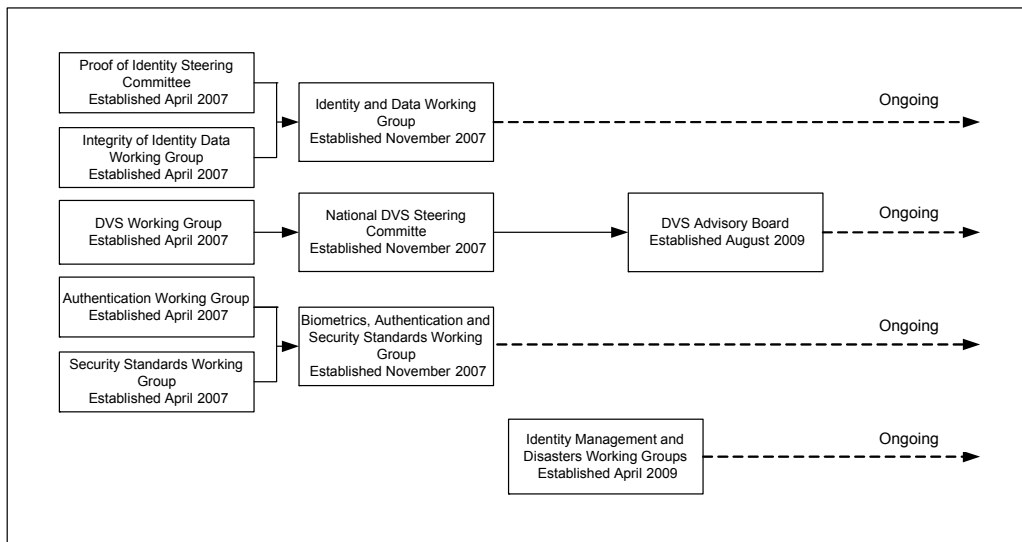 Proof of Identity Steering
Committee
Established April 2007
Integrity of Identity Data
Working Group
Established April 2007
Identity and Data Working
Group
Established November 2007
Ongoing
DVS Working Group
Established April 2007
National DVS Steering
Committe
Established November 2007
DVS Advisory Board
Established August 2009
Ongoing
Authentication Working Group
Established April 2007
Security Standards Working
Group
Established April 2007
Biometrics, Authentication and
Security Standards Working
Group
Established November 2007
Ongoing
Identity Management and
Disasters Working Groups
Established April 2009
Ongoing